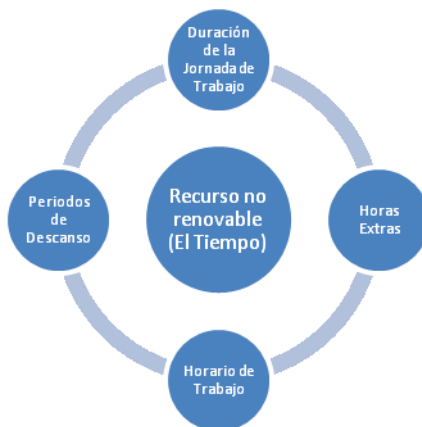 Duración
de la
Jornada de
Trabajo
Periodos
de
Descanso
Recurso no
renovable
(El Tiempo)
Horas
Extras
Horario de
Trabajo